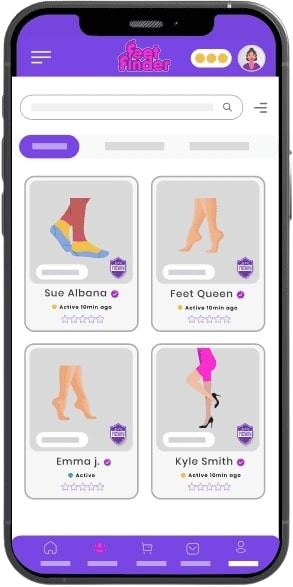 feet
finder
Sue Albana
Active 10min ago
Feet Queen
Active 10min ago
Emma j.
Active
Kyle Smith
Active 10min ago